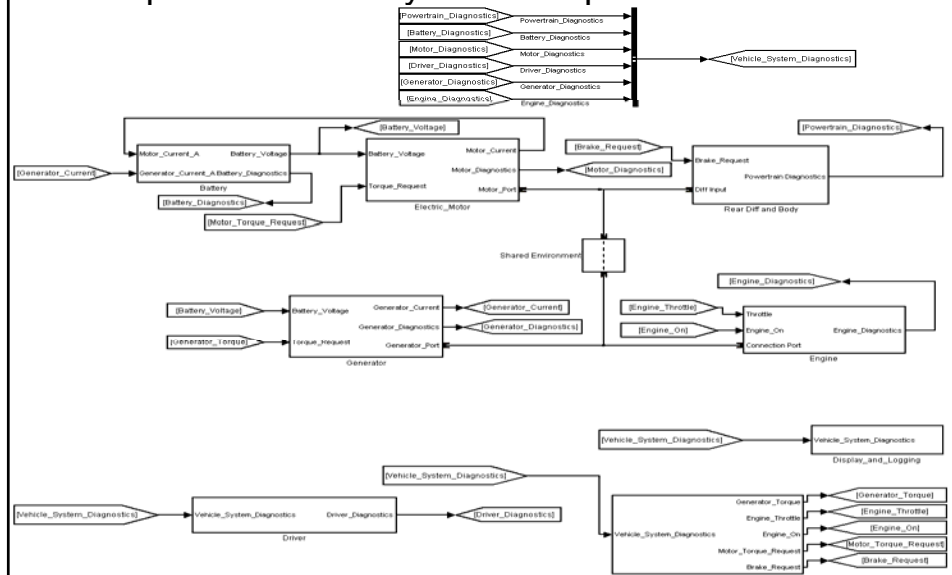 [Powertrain_Diagnostics]
Powertrain_Diagnostics
[Battery_Diagnostics]
Battery_Diagnostics
[Motor_Diagnostics]
Motor_Diagnostics
[Driver_Diagnostics]
Driver_Diagnostics
[Generator_Diagnostics]
Generator_Diagnostics
[Engine_Diagnostics]
Engine_Diagnostics
[Vehicle_System_Diagnostics]
[Battery_Voltage]
[Powertrain_Diagnostics]
[Generator_Current]
Motor_Current_A
Battery_Voltage
Generator_Current_A
Battery_Diagnostics
Battery
[Battery_Diagnostics]
[Motor_Torque_Request]
Battery_Voltage
Motor_Current
Motor_Diagnostics
Torque_Request
Motor_Port
Electric_Motor
[Brake_Request]
[Motor_Diagnostics]
Brake_Request
Powertrain Diagnostics
Diff Input
Rear Diff and Body
Shared Environment
[Engine_Diagnostics]
[Battery_Voltage]
[Generator_Torque]
Battery_Voltage
Generator_Current
Generator_Diagnostics
Torque_Request
Generator_Port
Generator
[Generator_Current]
[Generator_Diagnostics]
[Engine_Throttle]
[Engine_On]
Throttle
Engine_On
Engine_Diagnostics
Connection Port
Engine
[Vehicle_System_Diagnostics]
Vehicle_System_Diagnostics
Display_and_Logging
[Vehicle_System_Diagnostics]
[Vehicle_System_Diagnostics]
Vehicle_System_Diagnostics
Driver_Diagnostics
Driver
[Driver_Diagnostics]
Vehicle_System_Diagnostics
Generator_Torque
Engine_Throttle
Engine_On
Motor_Torque_Request
Brake_Request
[Generator_Torque]
[Engine_Throttle]
[Engine_On]
[Motor_Torque_Request]
[Brake_Request]